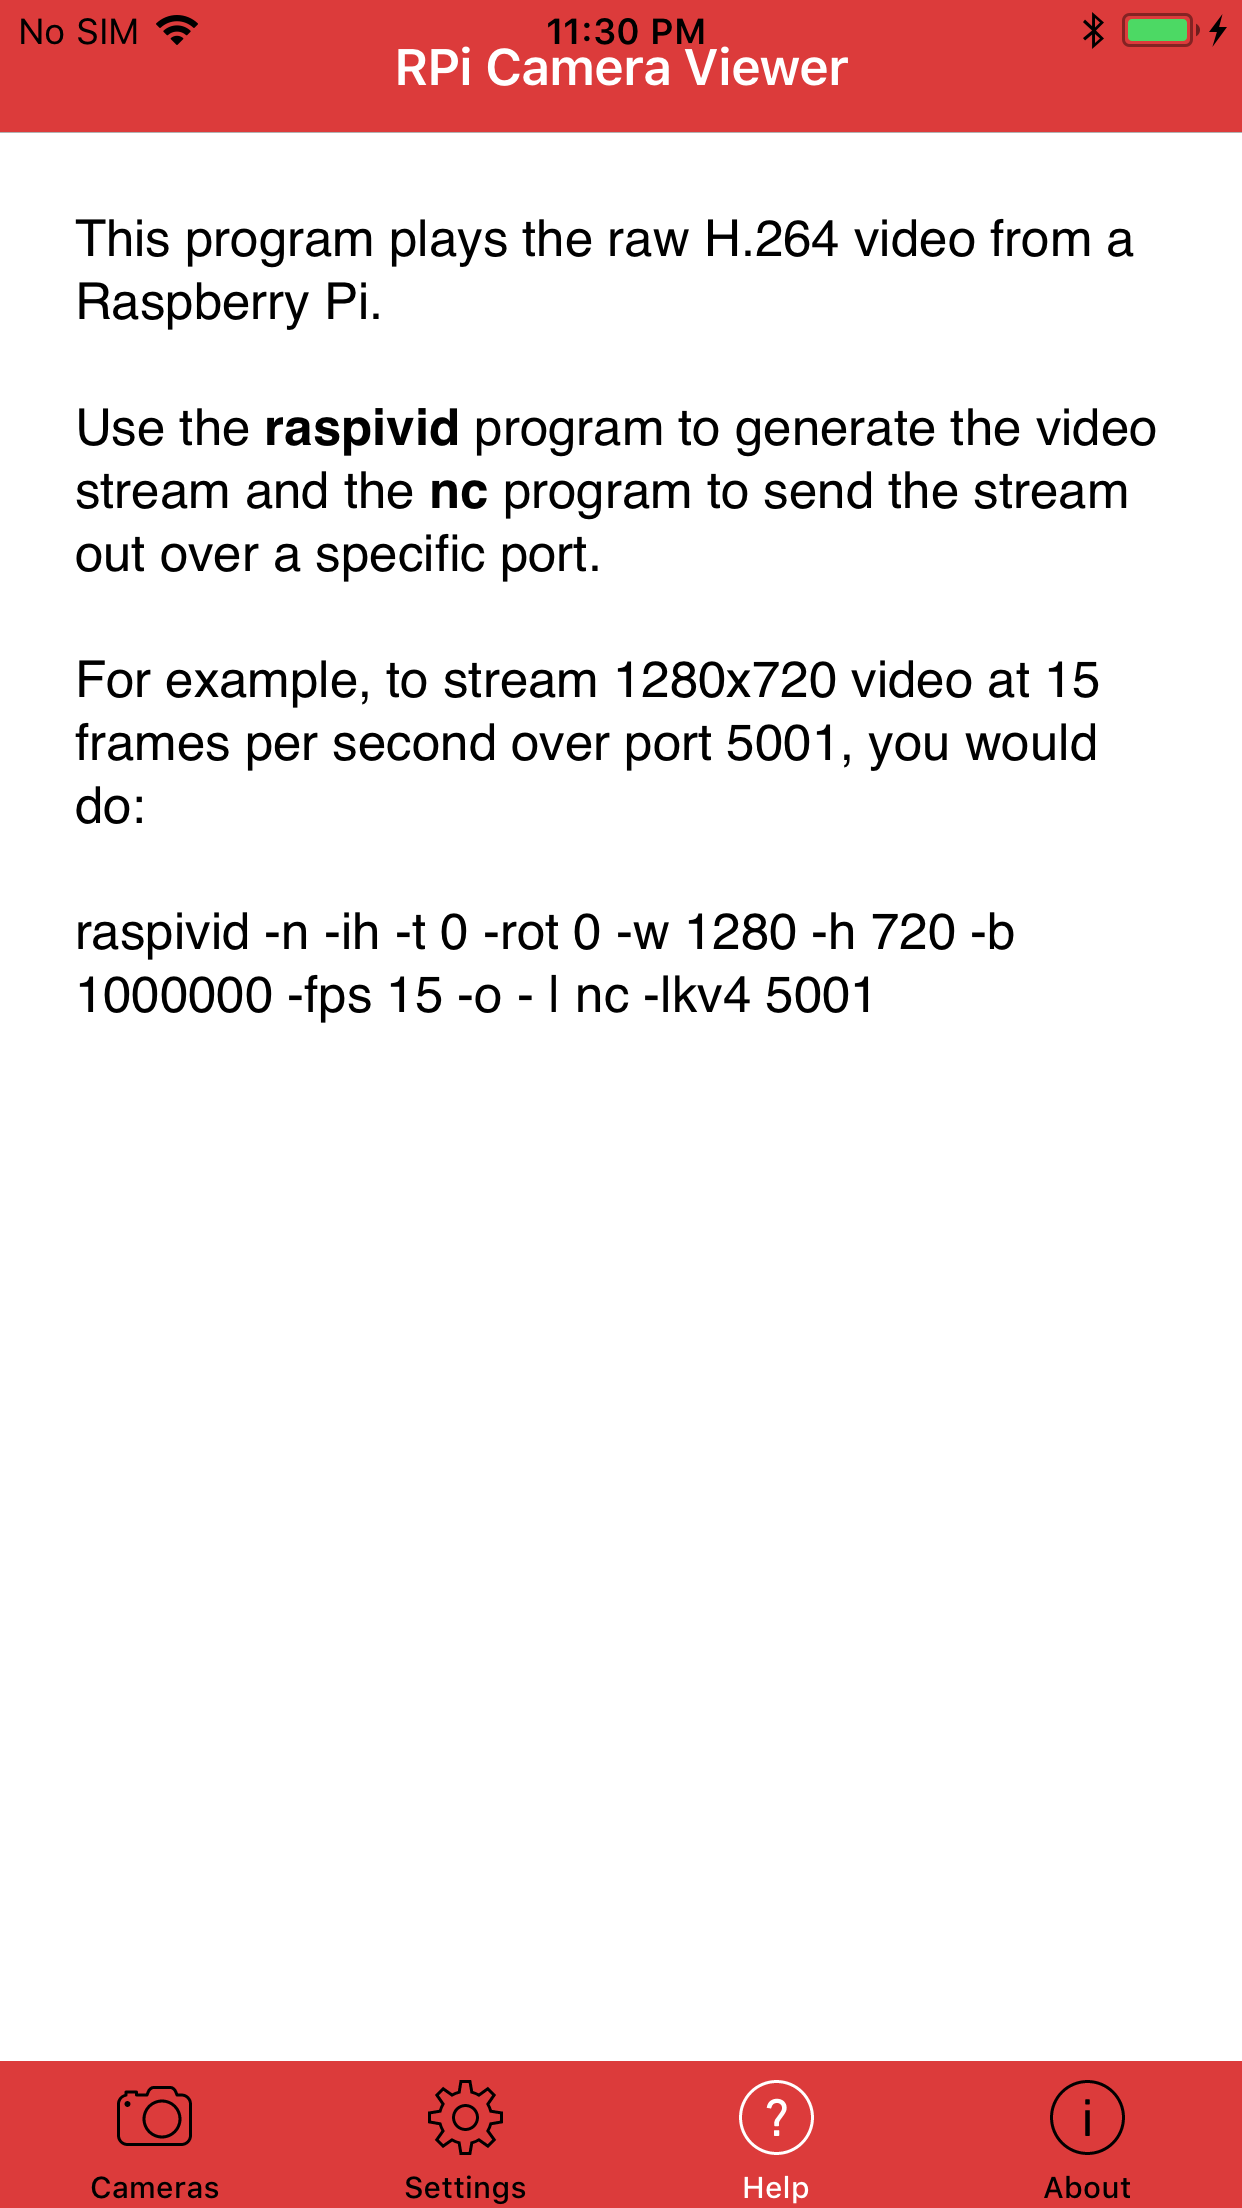 No SIM 11:30 PM
RPi Camera Viewer
This program plays the raw H.264 video from a
Raspberry Pi.
Use the raspivid program to generate the video
stream and the nc program to send the stream
out over a specific port.
For example, to stream 1280x720 video at 15
frames per second over port 5001, you would
do:
raspivid -n -ih -t 0 -rot 0 -w 1280 -h 720 -b
1000000 -fps 15 -o - | nc -lkv4 5001
Cameras Settings Help About